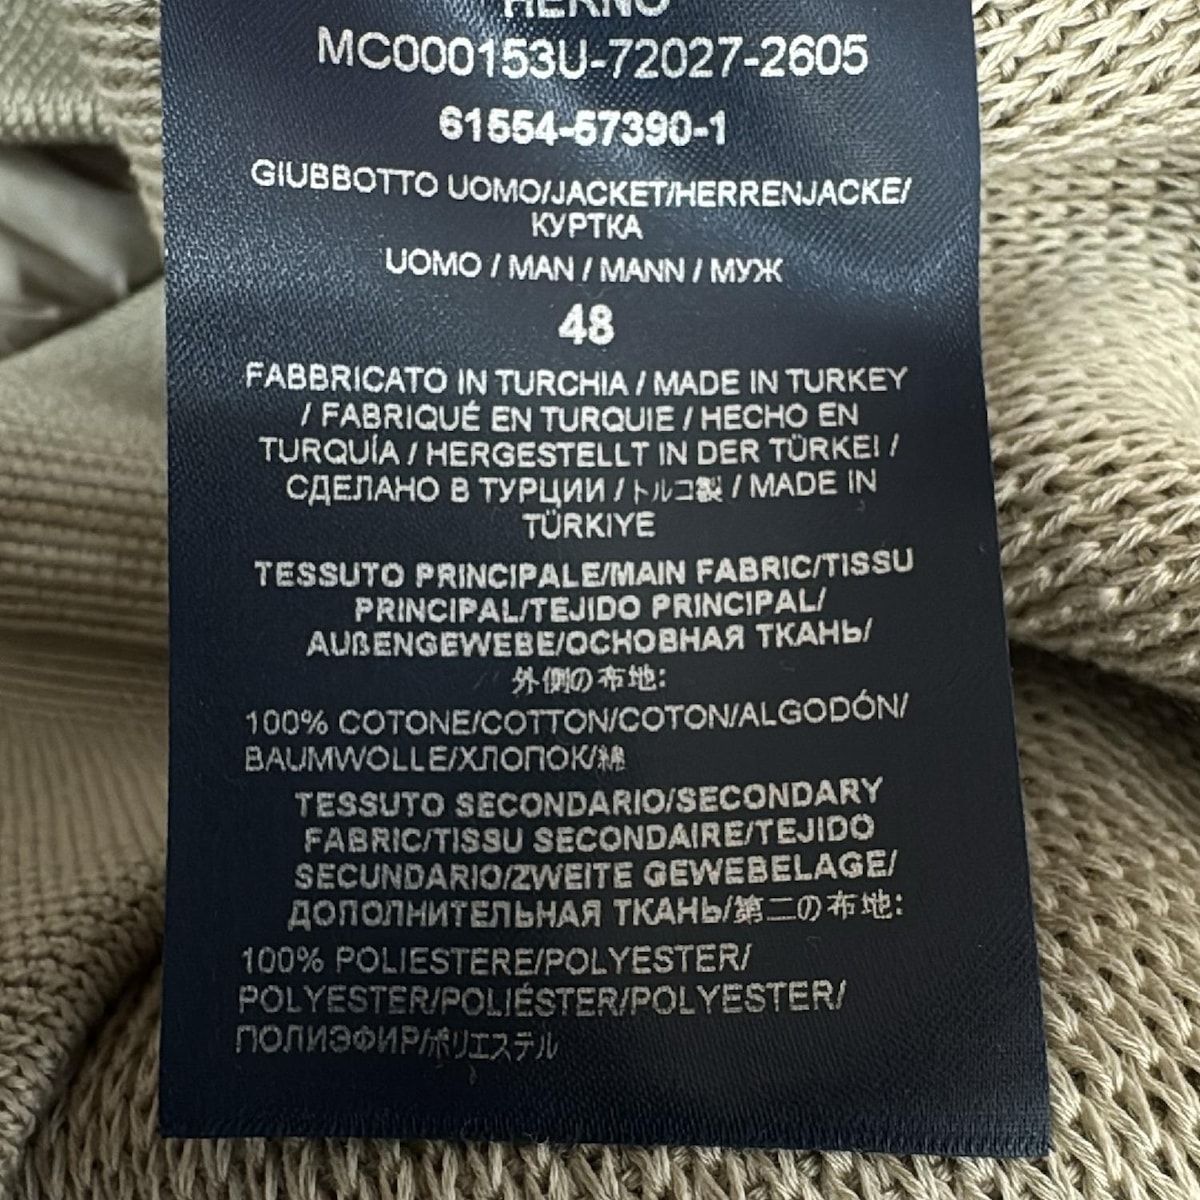 HERNO
MC000153U-72027-2605
61554-57390-1
GIUBBOTTO UOMO/JACKET/HERRENJACKE/
КУРТКА
UOMO / MAN / MANN / МУЖ
48
FABBRICATO IN TURCHIA / MADE IN TURKEY
/ FABRIQUÉ EN TURQUIE / HECHO EN
TURQUÍA / HERGESTELLT IN DER TÜRKEI /
СДЕЛАНО В ТУРЦИИ / トルコ製 / MADE IN
TÜRKIYE
TESSUTO PRINCIPALE/MAIN FABRIC/TISSU
PRINCIPAL/TEJIDO PRINCIPAL/
AUßENGEWEBE/ОСНОВНАЯ ТКАНЬ/
外側の布地:
100% COTONE/COTTON/COTON/ALGODÓN/
BAUMWOLLE/ХЛОПОК/綿
TESSUTO SECONDARIO/SECONDARY
FABRIC/TISSU SECONDAIRE/TEJIDO
SECUNDARIO/ZWEITE GEWEBELAGE/
ДОПОЛНИТЕЛЬНАЯ ТКАНЬ/第二の布地:
100% POLIESTERE/POLYESTER/
POLYESTER/POLIÉSTER/POLYESTER/
ПОЛИЭФИР/ポリエステル